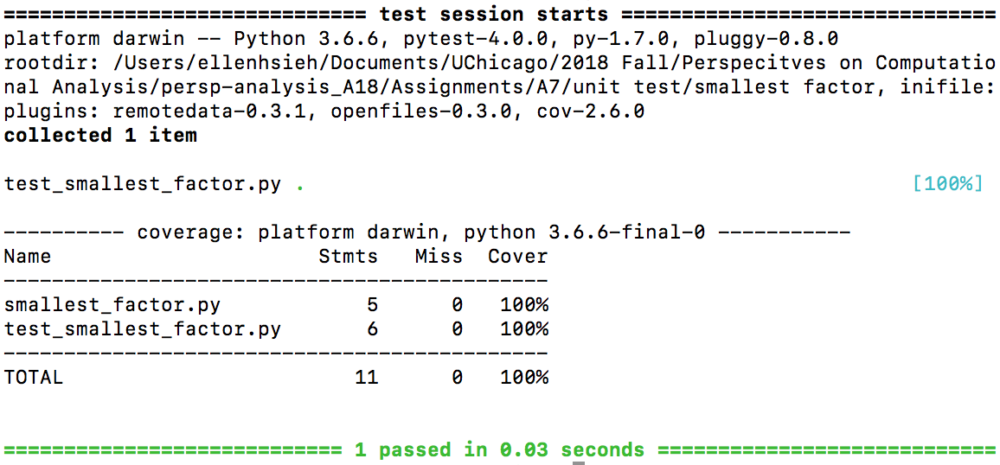 ============================== test session starts ===============================
platform darwin -- Python 3.6.6, pytest-4.0.0, py-1.7.0, pluggy-0.8.0
rootdir: /Users/ellenhsieh/Documents/UChicago/2018 Fall/Perspecitves on Computatio
nal Analysis/persp-analysis_A18/Assignments/A7/unit test/smallest factor, inifile:
plugins: remotedata-0.3.1, openfiles-0.3.0, cov-2.6.0
collected 1 item
test_smallest_factor.py .                                                    [100%]
---------- coverage: platform darwin, python 3.6.6-final-0 -----------
Name                      Stmts   Miss  Cover
---------------------------------------------
smallest_factor.py            5      0   100%
test_smallest_factor.py       6      0   100%
---------------------------------------------
TOTAL                        11      0   100%
============================ 1 passed in 0.03 seconds ============================